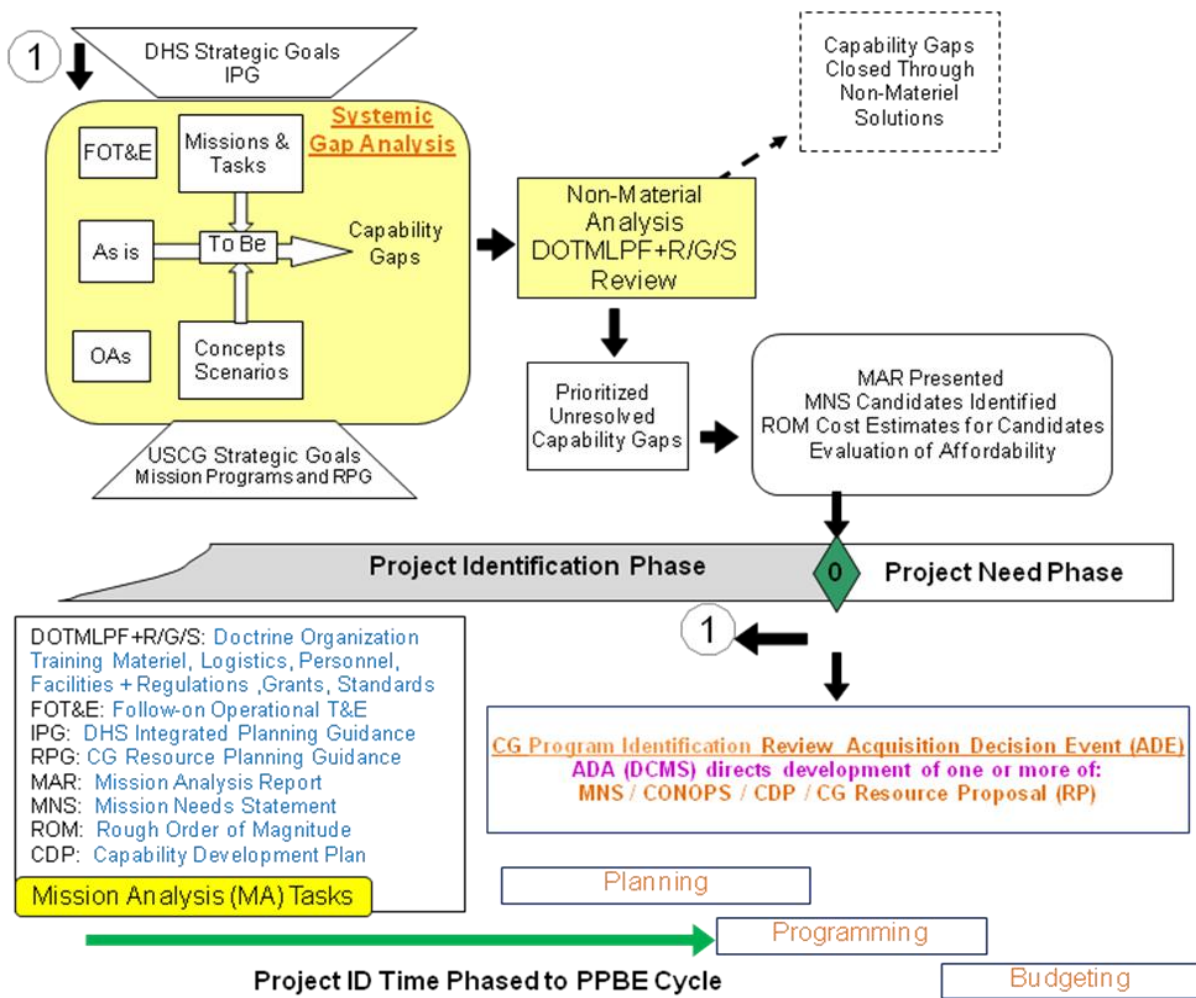 1
DHS Strategic Goals
IPG
Systemic
Gap Analysis
FOT&E
Missions &
Tasks
As is
To Be
Capability
Gaps
OAs
Concepts
Scenarios
USCG Strategic Goals
Mission Programs and RPG
Capability Gaps
Closed Through
Non-Materiel
Solutions
Non-Material
Analysis
DOTMLPF+R/G/S
Review
Prioritized
Unresolved
Capability Gaps
MAR Presented
MNS Candidates Identified
ROM Cost Estimates for Candidates
Evaluation of Affordability
Project Identification Phase
0
Project Need Phase
1
DOTMLPF+R/G/S: Doctrine Organization
Training Materiel, Logistics, Personnel,
Facilities + Regulations ,Grants, Standards
FOT&E: Follow-on Operational T&E
IPG: DHS Integrated Planning Guidance
RPG: CG Resource Planning Guidance
MAR: Mission Analysis Report
MNS: Mission Needs Statement
ROM: Rough Order of Magnitude
CDP: Capability Development Plan
Mission Analysis (MA) Tasks
CG Program Identification Review Acquisition Decision Event (ADE)
ADA (DCMS) directs development of one or more of:
MNS / CONOPS / CDP / CG Resource Proposal (RP)
Planning
Programming
Budgeting
Project ID Time Phased to PPBE Cycle